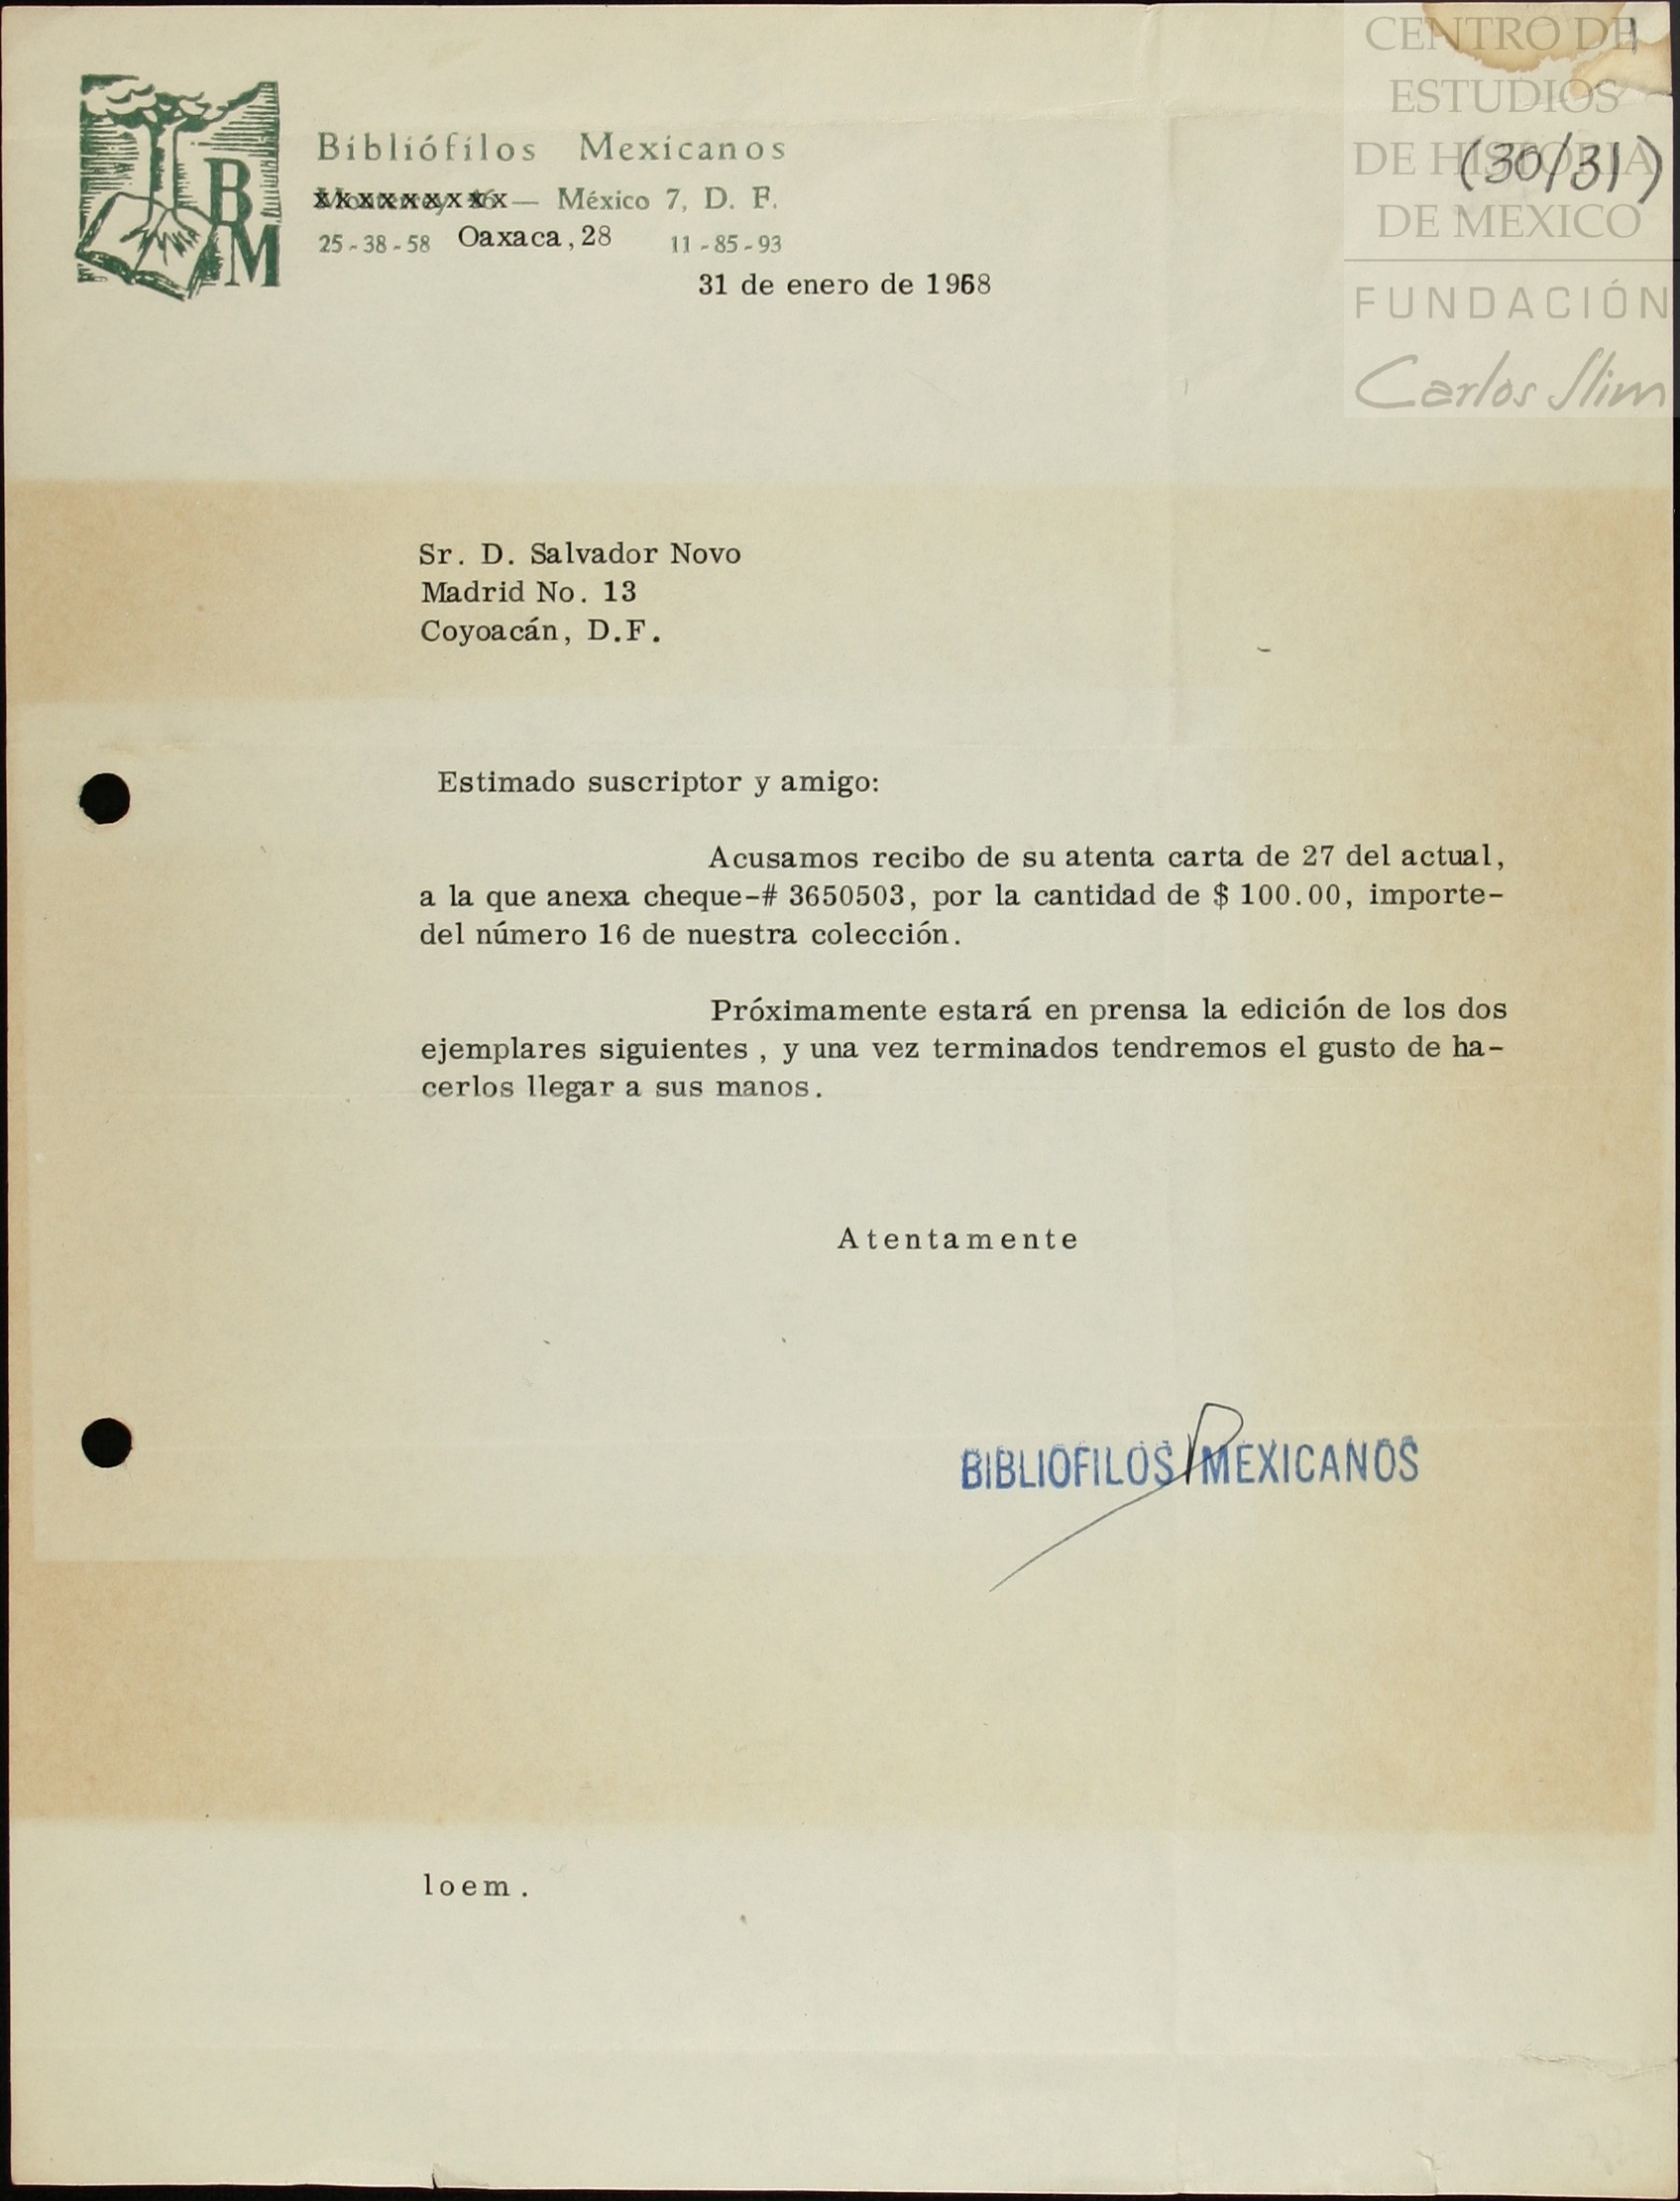 CENTRO DE
ESTUDIOS
DE HISTORIA
DE MEXICO
FUNDACIÓN
Carlos Slim
(30/31)
B
M
Bibliófilos Mexicanos
xxxxxxxxx — México 7, D. F.
25-38-58 Oaxaca, 28 11-85-93
31 de enero de 1968
Sr. D. Salvador Novo
Madrid No. 13
Coyoacán, D.F.
Estimado suscriptor y amigo:
Acusamos recibo de su atenta carta de 27 del actual,
a la que anexa cheque-# 3650503, por la cantidad de $ 100.00, importe-
del número 16 de nuestra colección.
Próximamente estará en prensa la edición de los dos
ejemplares siguientes , y una vez terminados tendremos el gusto de ha-
cerlos llegar a sus manos.
Atentamente
BIBLIOFILOS MEXICANOS
loem.